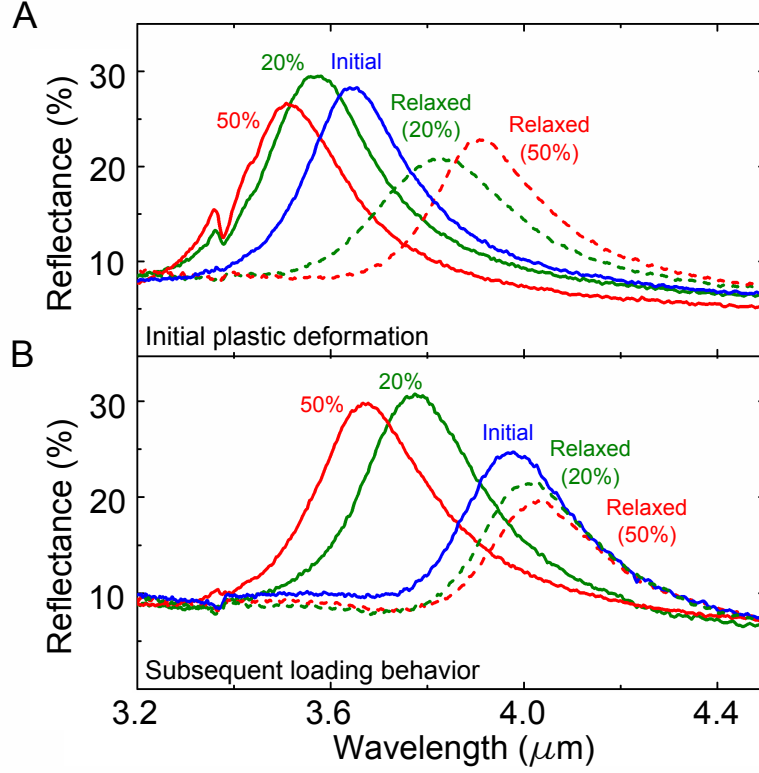 A
Reflectance (%)
30
20
10
20%
Initial
50%
Relaxed
(20%)
Relaxed
(50%)
Initial plastic deformation
B
Reflectance (%)
30
20
10
50%
20%
Initial
Relaxed
(20%)
Relaxed
(50%)
Subsequent loading behavior
3.2 3.6 4.0 4.4
Wavelength (μm)